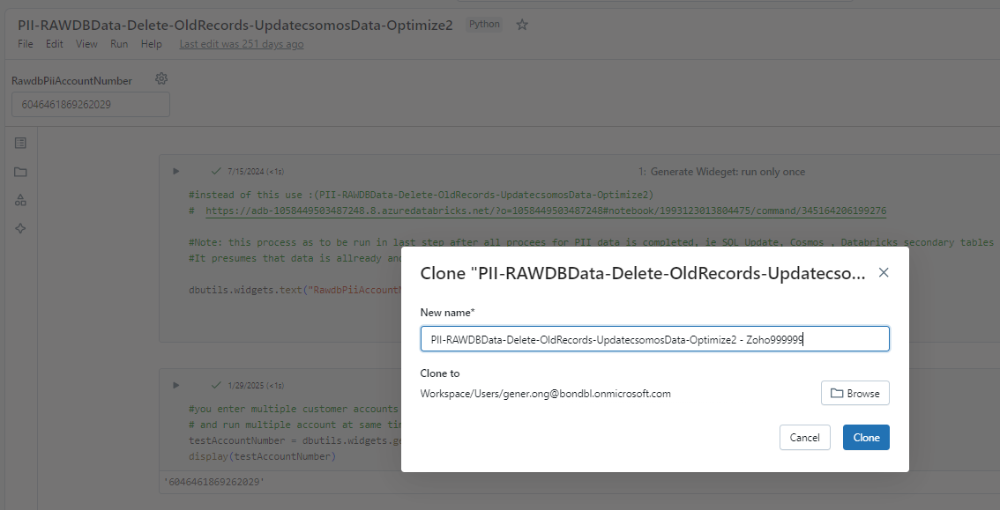 PII-RAWDBData-Delete-OldRecords-UpdatecsomosData-Optimize2 Python
File Edit View Run Help Last edit was 251 days ago
RawdbPiiAccountNumber
6046461869262029
7/15/2024 (<1s) 1: Generate Wideget: run only once
#instead of this use :(PII-RAWDBData-Delete-OldRecords-UpdatecsomosData-Optimize2)
# https://adb-1058449503487248.8.azuredatabricks.net/?o=1058449503487248#notebook/1993123013804475/command/345164206199276
#Note: this process as to be run in last step after all procees for PII data is completed, ie SQL Update, Cosmos , Databricks secondary tables
#It presumes that data is allready and
dbutils.widgets.text("RawdbPiiAccount
Clone "PII-RAWDBData-Delete-OldRecords-Updatecso...
New name*
PII-RAWDBData-Delete-OldRecords-UpdatecsomosData-Optimize2 - Zoho999999
Clone to
Workspace/Users/gener.ong@bondbl.onmicrosoft.com Browse
Cancel Clone
1/29/2025 (<1s)
#you enter multiple customer accounts
# and run multiple account at same tim
testAccountNumber = dbutils.widgets.ge
display(testAccountNumber)
'6046461869262029'